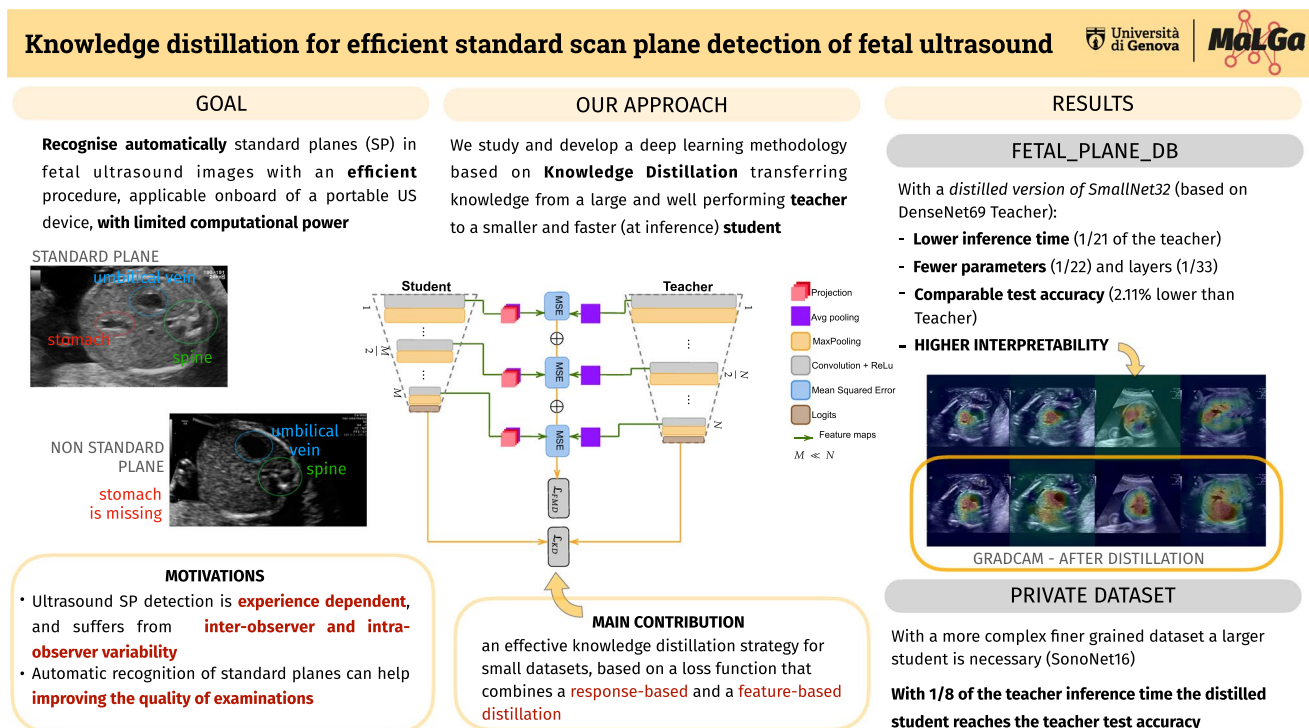 Knowledge distillation for efficient standard scan plane detection of fetal ultrasound
Università
di Genova
MaLGa
GOAL
Recognise automatically standard planes (SP) in
fetal ultrasound images with an efficient
procedure, applicable onboard of a portable US
device, with limited computational power
STANDARD PLANE
umbilical vein
stomach
spine
NON STANDARD
PLANE
stomach
is missing
umbilical
vein
spine
MOTIVATIONS
• Ultrasound SP detection is experience dependent,
and suffers from inter-observer and intra-
observer variability
• Automatic recognition of standard planes can help
improving the quality of examinations
OUR APPROACH
We study and develop a deep learning methodology
based on Knowledge Distillation transferring
knowledge from a large and well performing teacher
to a smaller and faster (at inference) student
Student
Teacher
1
M/2
M
1
N/2
N
...
...
...
...
MSE
MSE
MSE
L_FMD
L_KD
Projection
Avg pooling
MaxPooling
Convolution + ReLu
Mean Squared Error
Logits
Feature maps
M ≪ N
MAIN CONTRIBUTION
an effective knowledge distillation strategy for
small datasets, based on a loss function that
combines a response-based and a feature-based
distillation
RESULTS
FETAL_PLANE_DB
With a distilled version of SmallNet32 (based on
DenseNet69 Teacher):
- Lower inference time (1/21 of the teacher)
- Fewer parameters (1/22) and layers (1/33)
- Comparable test accuracy (2.11% lower than
Teacher)
- HIGHER INTERPRETABILITY
GRADCAM - AFTER DISTILLATION
PRIVATE DATASET
With a more complex finer grained dataset a larger
student is necessary (SonoNet16)
With 1/8 of the teacher inference time the distilled
student reaches the teacher test accuracy